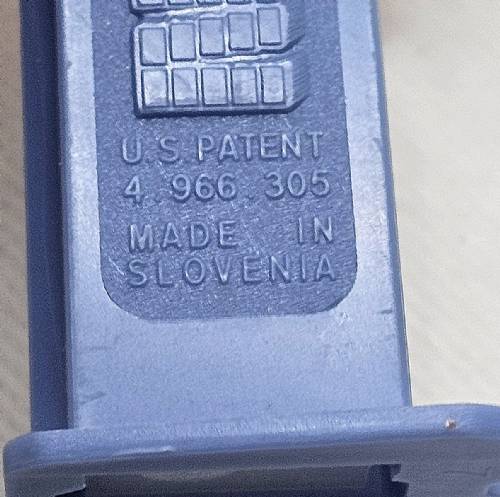 U.S. PATENT
4.966.305
MADE IN
SLOVENIA